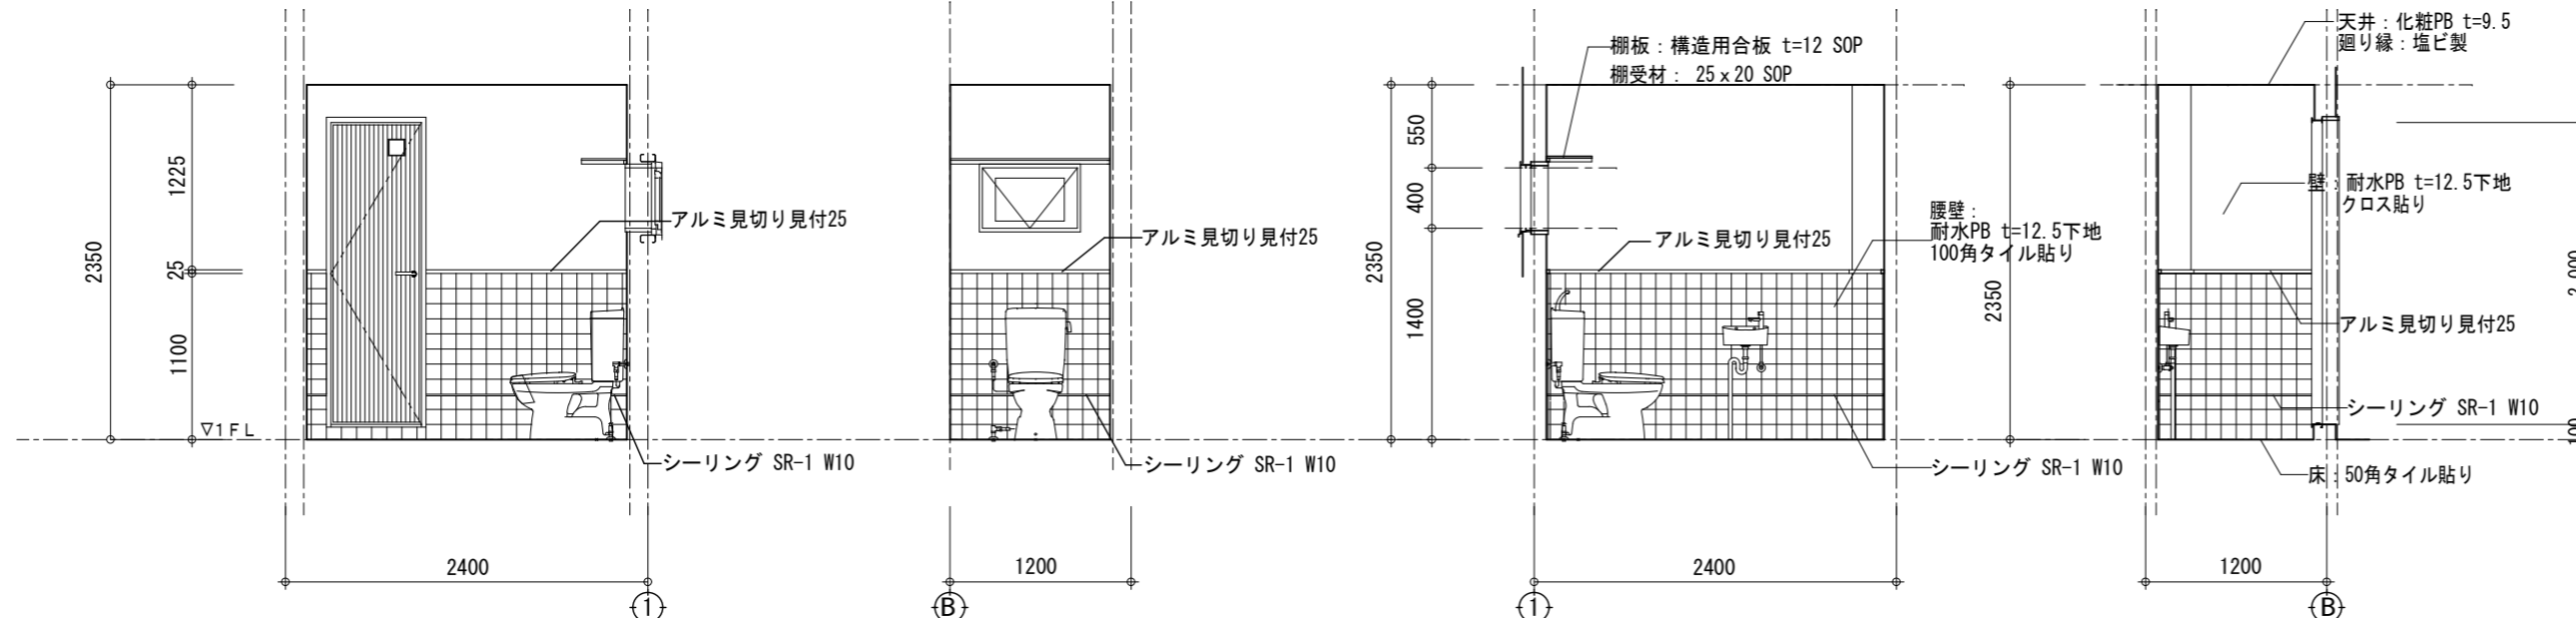 2350
1225
25
1100
▽1FL
アルミ見切り見付25
シーリング SR-1 W10
2400
1
アルミ見切り見付25
シーリング SR-1 W10
1200
B
棚板：構造用合板 t=12 SOP
棚受材： 25x20 SOP
2350
550
400
1400
アルミ見切り見付25
腰壁：
耐水PB t=12.5下地
100角タイル貼り
シーリング SR-1 W10
2400
1
天井：化粧PB t=9.5
廻り縁：塩ビ製
2350
壁：耐水PB t=12.5下地
クロス貼り
アルミ見切り見付25
シーリング SR-1 W10
床：50角タイル貼り
1200
B
100